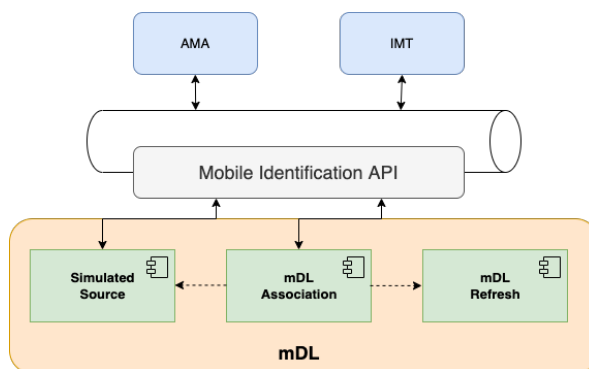 AMA
IMT
Mobile Identification API
Simulated
Source
mDL
Association
mDL
Refresh
mDL